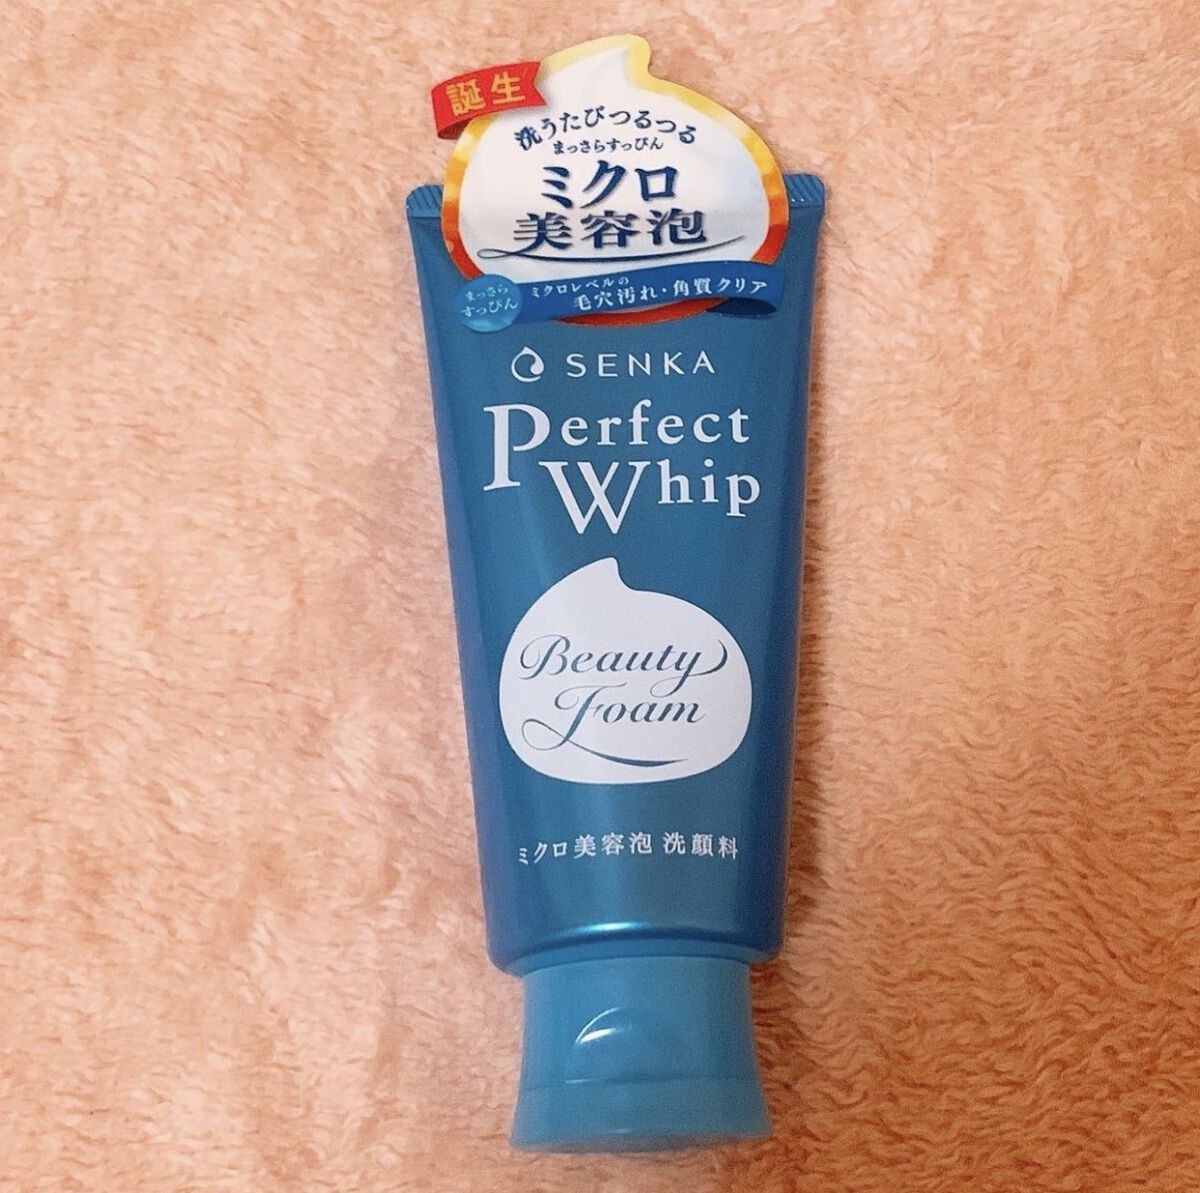 誕生
洗うたびつるつる
まっさらすっぴん
ミクロ
美容泡
まっさら
すっぴん
ミクロレベルの
毛穴汚れ・角質クリア
SENKA
Perfect
Whip
Beauty
Foam
ミクロ美容泡 洗顔料